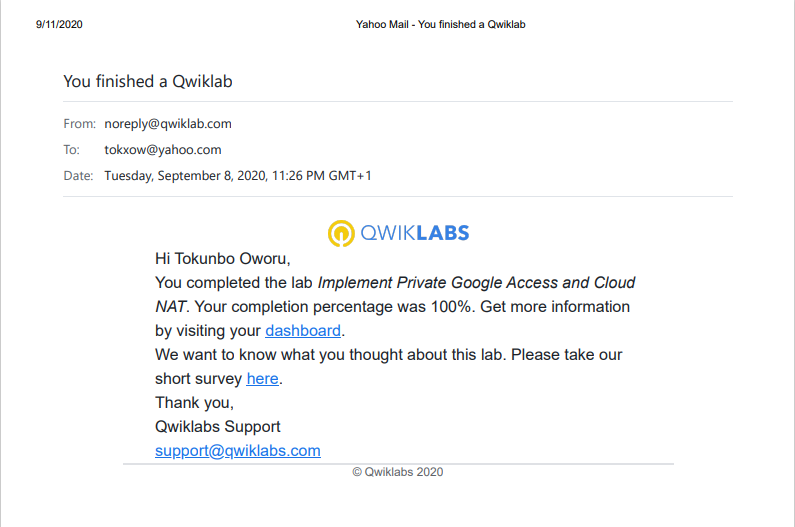 9/11/2020 Yahoo Mail - You finished a Qwiklab
You finished a Qwiklab
From: noreply@qwiklab.com
To: tokxow@yahoo.com
Date: Tuesday, September 8, 2020, 11:26 PM GMT+1
QWIKLABS
Hi Tokunbo Oworu,
You completed the lab Implement Private Google Access and Cloud
NAT. Your completion percentage was 100%. Get more information
by visiting your dashboard.
We want to know what you thought about this lab. Please take our
short survey here.
Thank you,
Qwiklabs Support
support@qwiklabs.com
© Qwiklabs 2020